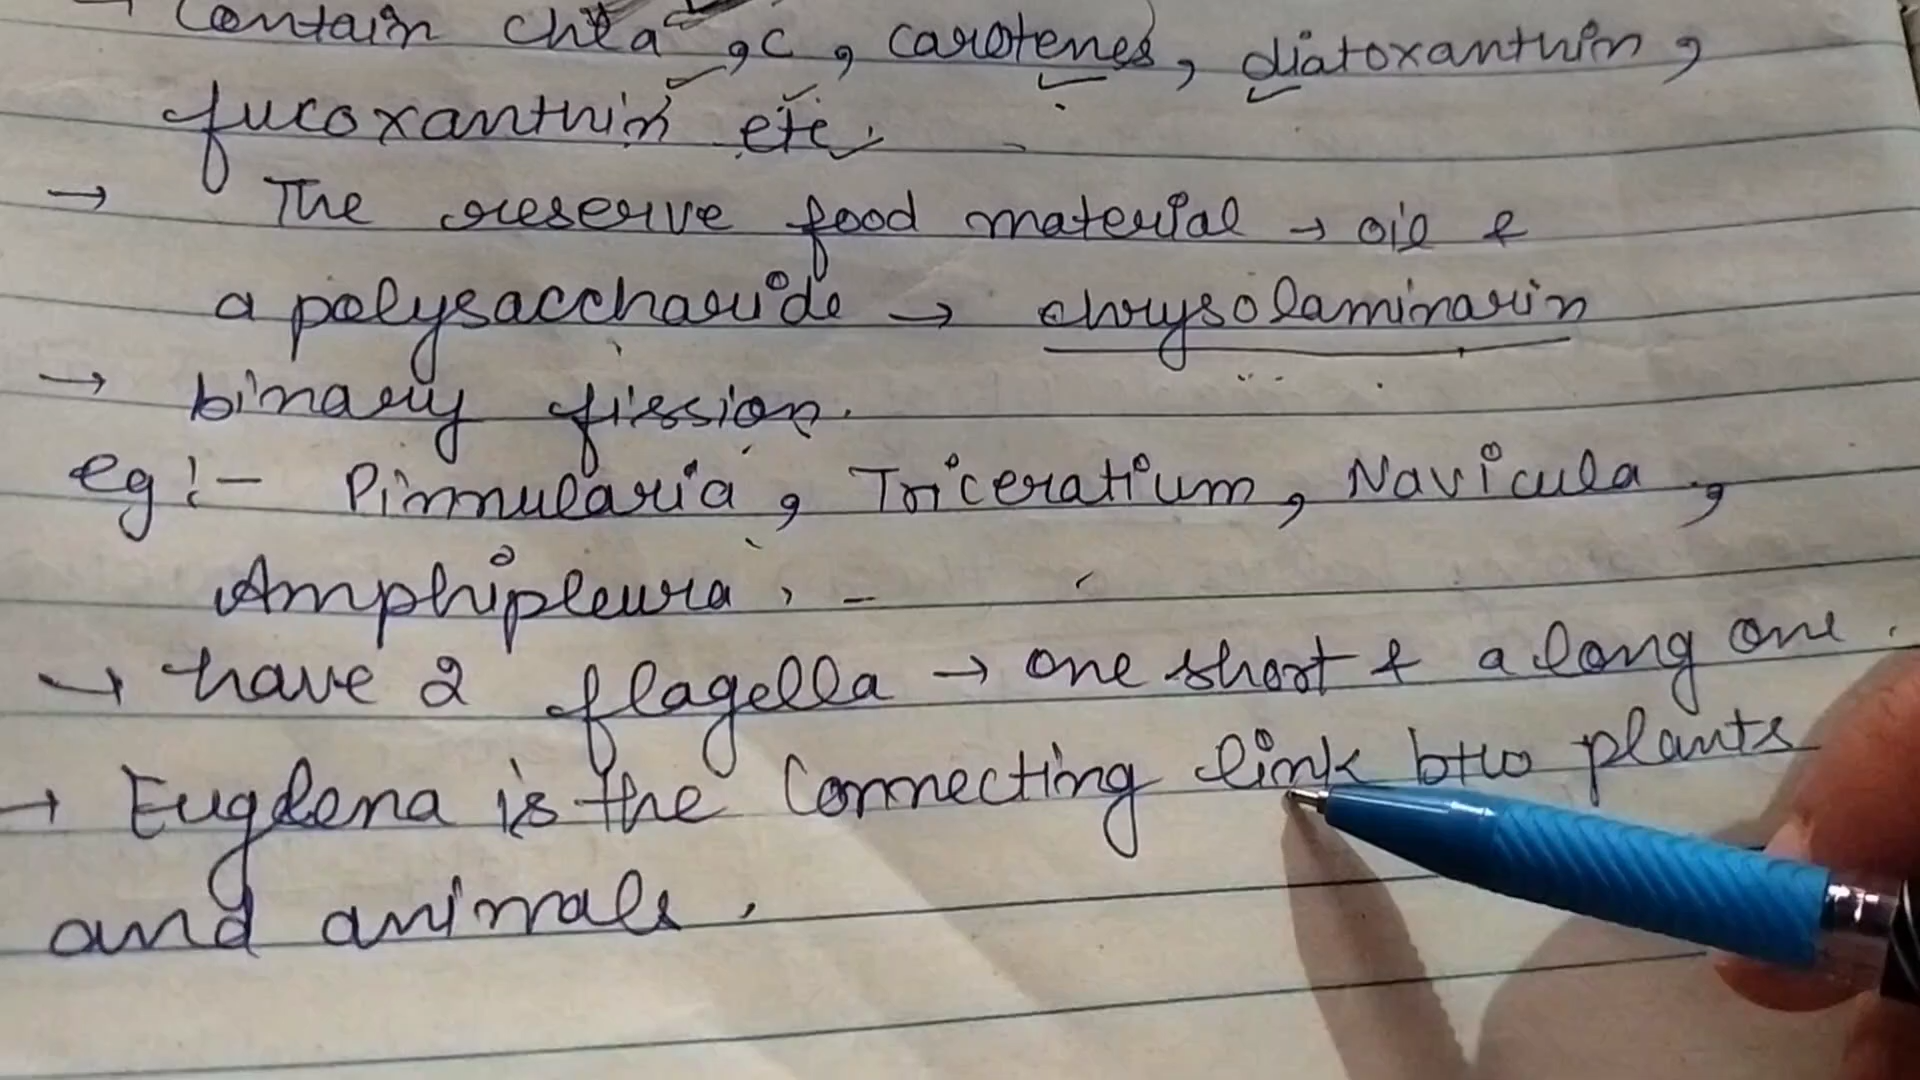 → Contain chl a, c, carotenes, diatoxanthin,
fucoxanthin etc.
→ The reserve food material → oil &
a polysaccharide → chrysolaminarin
→ binary fission.
eg:- Pinnularia, Triceratium, Navicula,
Amphipleura.
→ have 2 flagella → one short & a long one.
→ Euglena is the Connecting link btw plants
and animals.